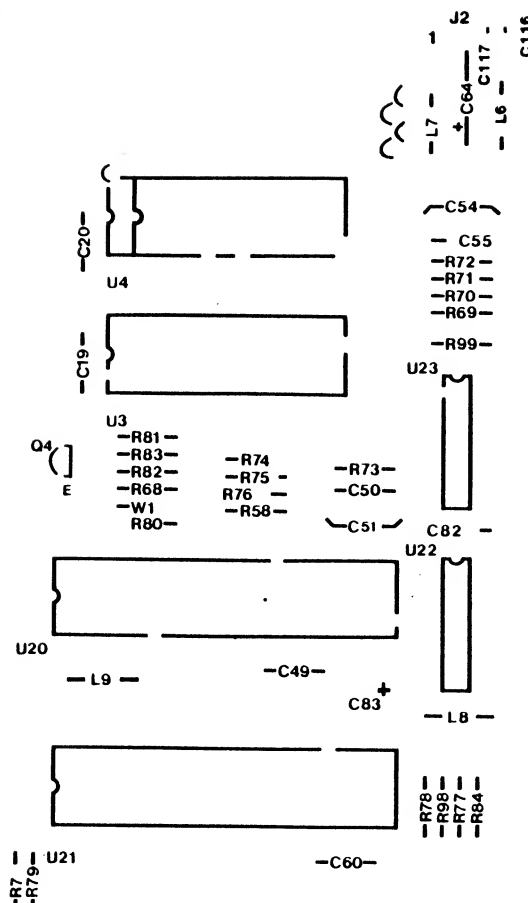 J2
C116
1
C117
C64
+
L7
L6
C54
C20
C55
R72
R71
R70
R69
U4
R99
C19
U23
U3
R81
Q4
R83
R74
R73
R82
R75
E
R68
R76
C50
W1
R58
R80
C51
C82
U22
U20
L9
C49
+
C83
L8
R78
R98
R77
R84
U21
C60
R7
R79